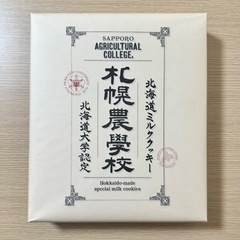 SAPPORO
AGRICULTURAL
COLLEGE.
北海道ミルククッキー
札幌農學校
北海道大学認定
Hokkaido-made
special milk cookies